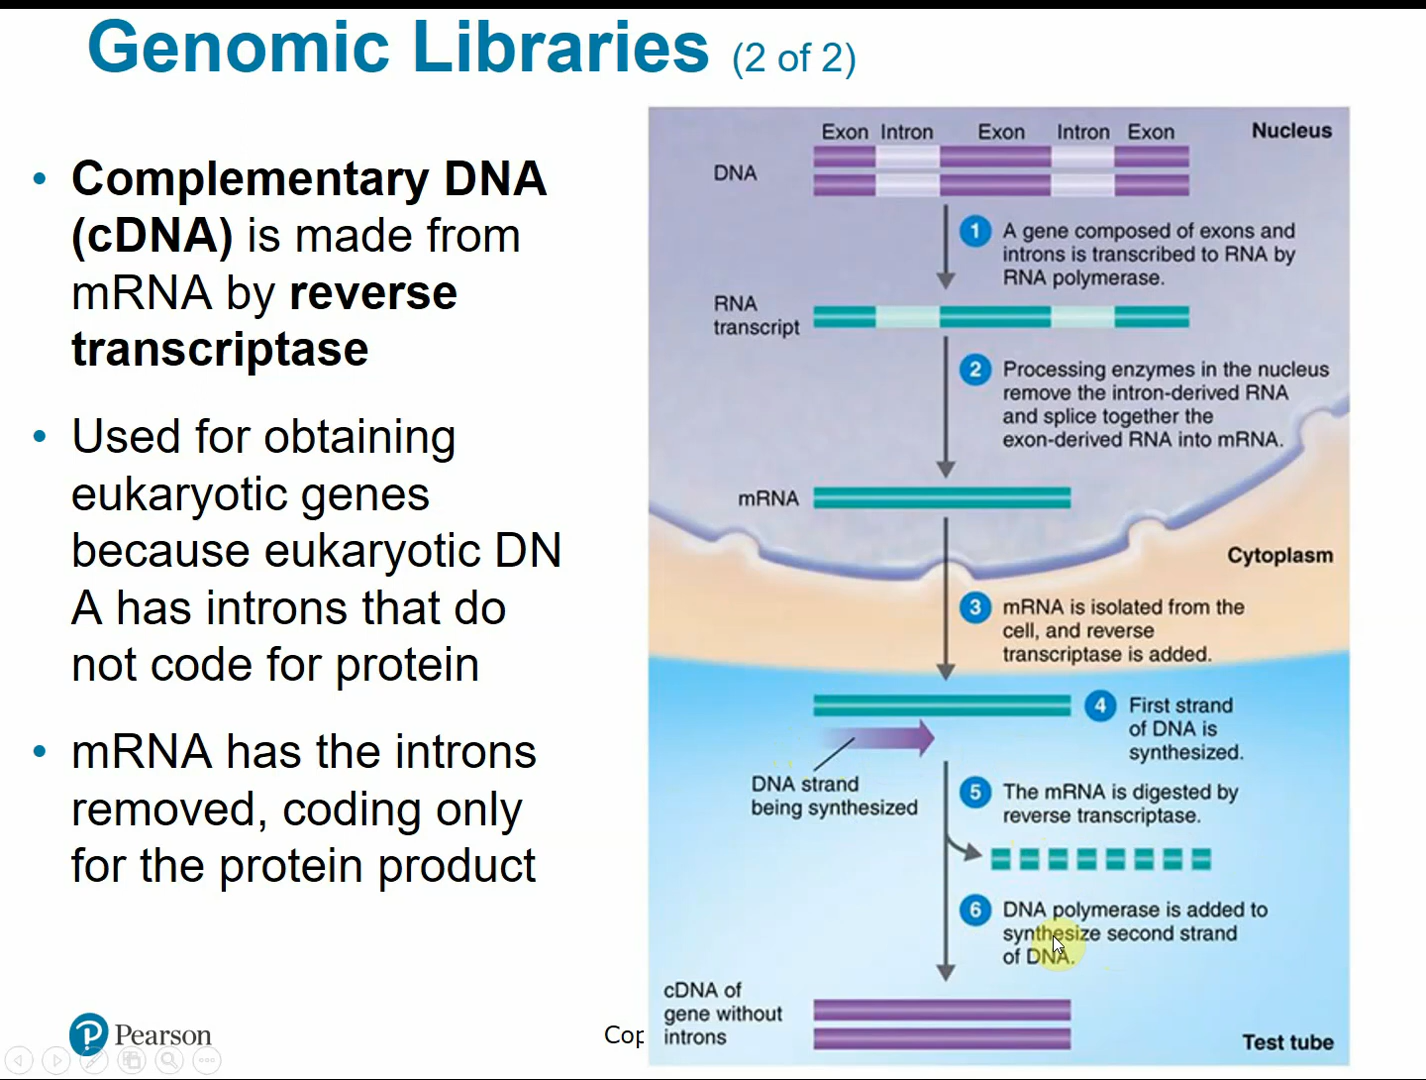 Genomic Libraries (2 of 2)
• Complementary DNA
(cDNA) is made from
mRNA by reverse
transcriptase
• Used for obtaining
eukaryotic genes
because eukaryotic DN
A has introns that do
not code for protein
• mRNA has the introns
removed, coding only
for the protein product
Exon Intron Exon Intron Exon
Nucleus
DNA
1 A gene composed of exons and
introns is transcribed to RNA by
RNA polymerase.
RNA
transcript
2 Processing enzymes in the nucleus
remove the intron-derived RNA
and splice together the
exon-derived RNA into mRNA.
mRNA
Cytoplasm
3 mRNA is isolated from the
cell, and reverse
transcriptase is added.
4 First strand
of DNA is
synthesized.
DNA strand
being synthesized
5 The mRNA is digested by
reverse transcriptase.
6 DNA polymerase is added to
synthesize second strand
of DNA.
cDNA of
gene without
introns
Test tube
P Pearson
Cop